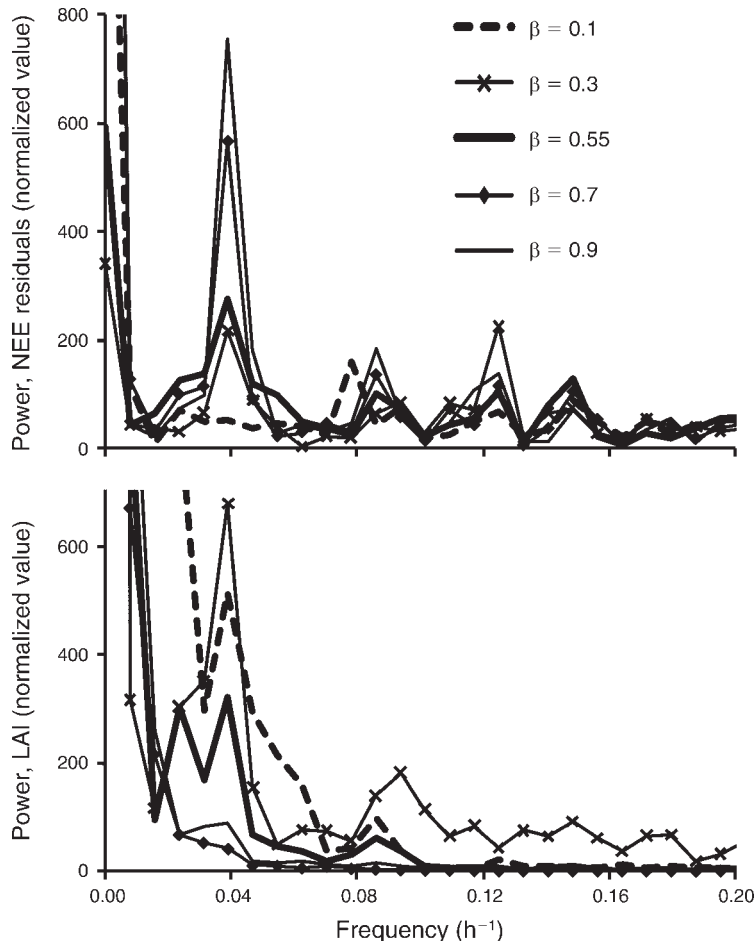 Power, NEE residuals (normalized value)
800
600
400
200
0
β = 0.1
β = 0.3
β = 0.55
β = 0.7
β = 0.9
Power, LAI (normalized value)
600
400
200
0
0.00 0.04 0.08 0.12 0.16 0.20
Frequency (h⁻¹)